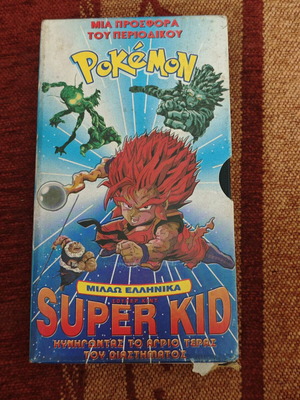 ΜΙΑ ΠΡΟΣΦΟΡΑ
ΤΟΥ ΠΕΡΙΟΔΙΚΟΥ
POKéMON
ΜΙΛΑΩ ΕΛΛΗΝΙΚΑ
SUPER KID
ΚΥΝΗΓΩΝΤΑΣ ΤΟ ΑΓΡΙΟ ΤΕΡΑΣ
ΤΟΥ ΔΙΑΣΤΗΜΑΤΟΣ